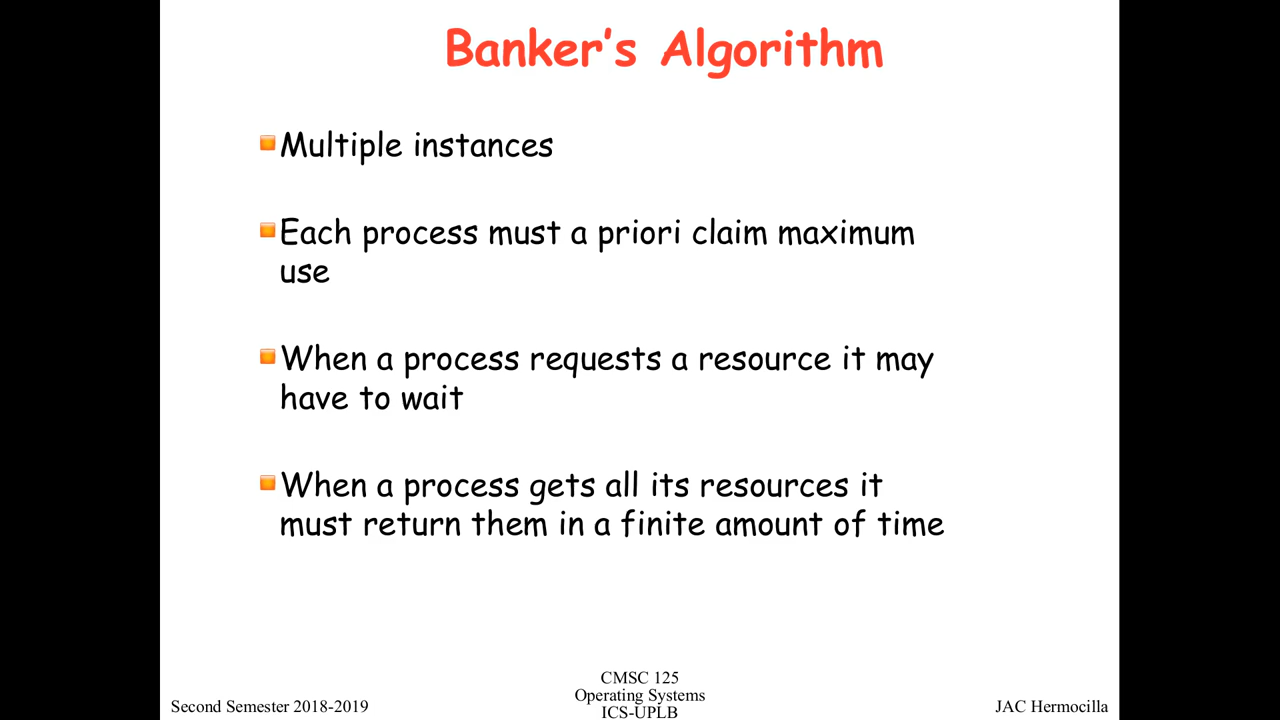 Banker's Algorithm
Multiple instances
Each process must a priori claim maximum
use
When a process requests a resource it may
have to wait
When a process gets all its resources it
must return them in a finite amount of time
CMSC 125
Operating Systems
ICS-UPLB
Second Semester 2018-2019
JAC Hermocilla